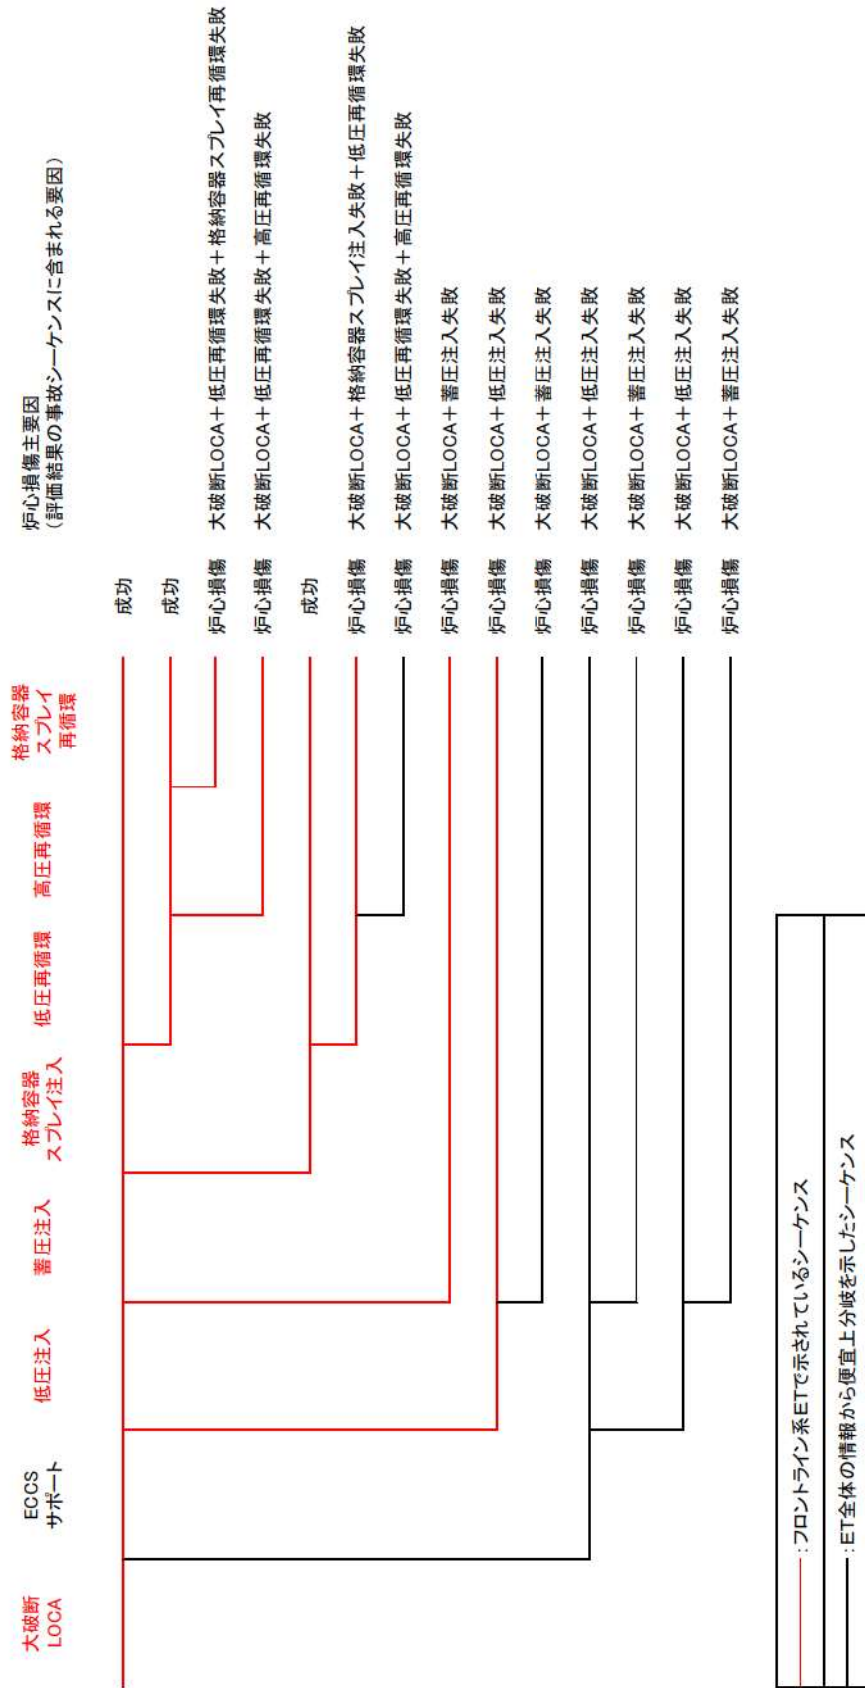 大破断
LOCA
ECCS
サポート
低圧注入
蓄圧注入
格納容器
スプレイ注入
低圧再循環
高圧再循環
格納容器
スプレイ
再循環
炉心損傷主要因
（評価結果の事故シーケンスに含まれる要因）
成功
成功
炉心損傷 大破断LOCA＋低圧再循環失敗＋格納容器スプレイ再循環失敗
炉心損傷 大破断LOCA＋低圧再循環失敗＋高圧再循環失敗
成功
炉心損傷 大破断LOCA＋格納容器スプレイ注入失敗＋低圧再循環失敗
炉心損傷 大破断LOCA＋低圧再循環失敗＋高圧再循環失敗
炉心損傷 大破断LOCA＋蓄圧注入失敗
炉心損傷 大破断LOCA＋低圧注入失敗
炉心損傷 大破断LOCA＋蓄圧注入失敗
炉心損傷 大破断LOCA＋低圧注入失敗
炉心損傷 大破断LOCA＋蓄圧注入失敗
炉心損傷 大破断LOCA＋低圧注入失敗
炉心損傷 大破断LOCA＋蓄圧注入失敗
：フロントライン系ETで示されているシーケンス
：ET全体の情報から便宜上分岐を示したシーケンス